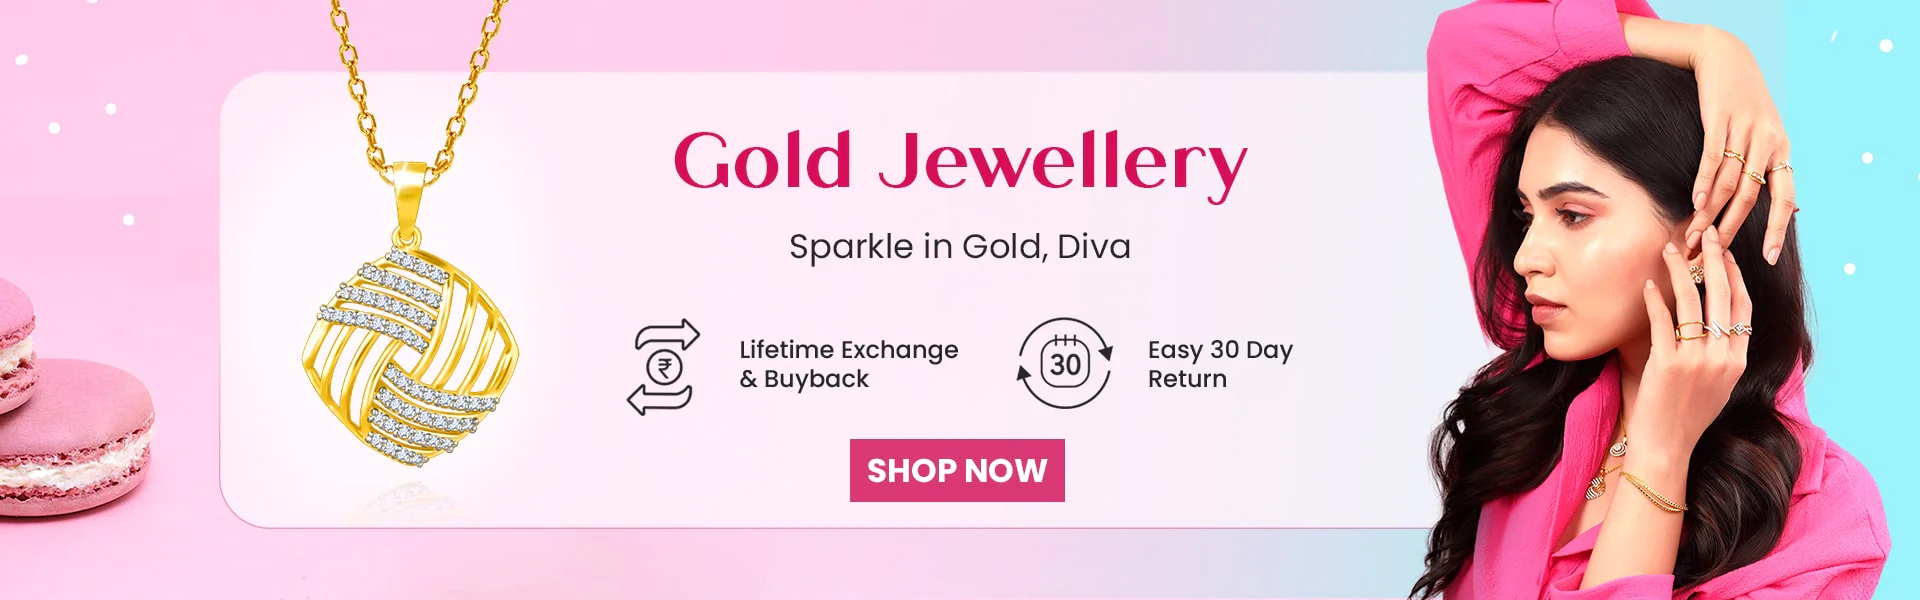 Gold Jewellery
Sparkle in Gold, Diva
₹
Lifetime Exchange
& Buyback
30
Easy 30 Day
Return
SHOP NOW